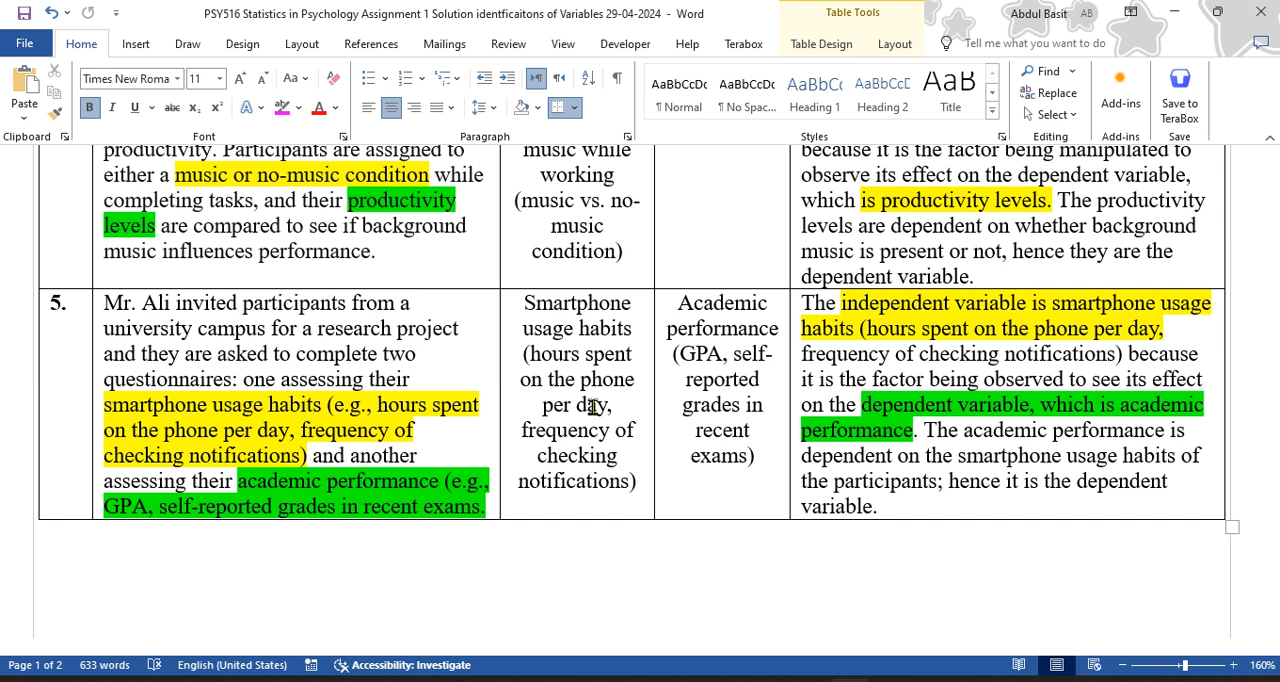 PSY516 Statistics in Psychology Assignment 1 Solution identficaitons of Variables 29-04-2024 - Word
Table Tools
Abdul Basit AB
File Home Insert Draw Design Layout References Mailings Review View Developer Help Terabox Table Design Layout Tell me what you want to do
Paste
Clipboard
Times New Roma 11
Font
Paragraph
AaBbCcDc AaBbCcDc AaBbC( AaBbCcD AaB
¶ Normal ¶ No Spac... Heading 1 Heading 2 Title
Styles
Find
Replace
Select
Editing
Add-ins
Add-ins
Save to
TeraBox
Save
productivity. Participants are assigned to
either a music or no-music condition while
completing tasks, and their productivity
levels are compared to see if background
music influences performance.
music while
working
(music vs. no-
music
condition)
because it is the factor being manipulated to
observe its effect on the dependent variable,
which is productivity levels. The productivity
levels are dependent on whether background
music is present or not, hence they are the
dependent variable.
5.
Mr. Ali invited participants from a
university campus for a research project
and they are asked to complete two
questionnaires: one assessing their
smartphone usage habits (e.g., hours spent
on the phone per day, frequency of
checking notifications) and another
assessing their academic performance (e.g.,
GPA, self-reported grades in recent exams.
Smartphone
usage habits
(hours spent
on the phone
per day,
frequency of
checking
notifications)
Academic
performance
(GPA, self-
reported
grades in
recent
exams)
The independent variable is smartphone usage
habits (hours spent on the phone per day,
frequency of checking notifications) because
it is the factor being observed to see its effect
on the dependent variable, which is academic
performance. The academic performance is
dependent on the smartphone usage habits of
the participants; hence it is the dependent
variable.
Page 1 of 2 633 words English (United States) Accessibility: Investigate 160%